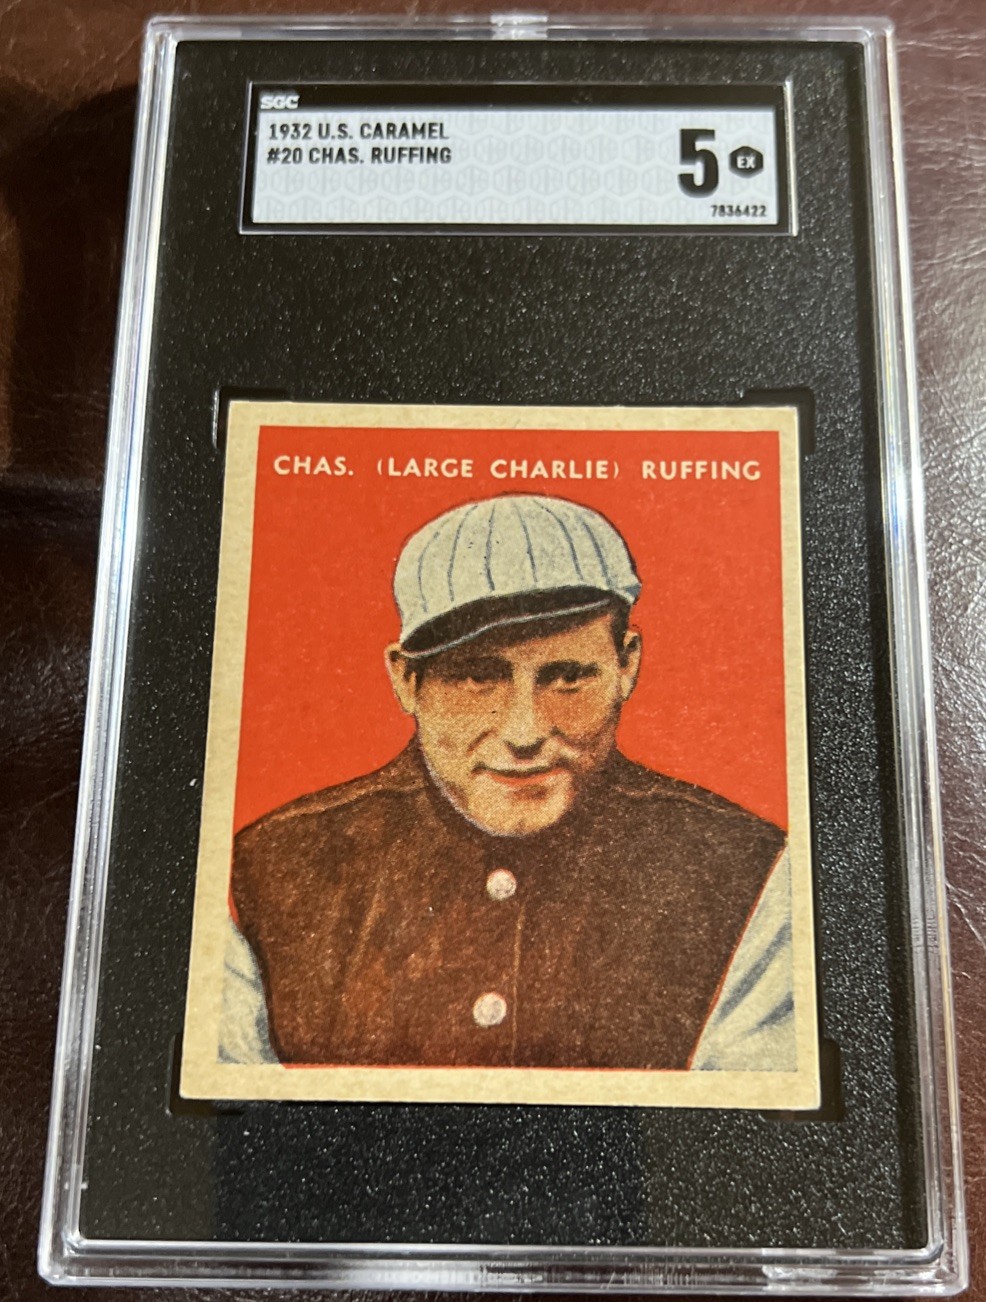 SGC
1932 U.S. CARAMEL
#20 CHAS. RUFFING
5 EX
7836422
CHAS. (LARGE CHARLIE) RUFFING